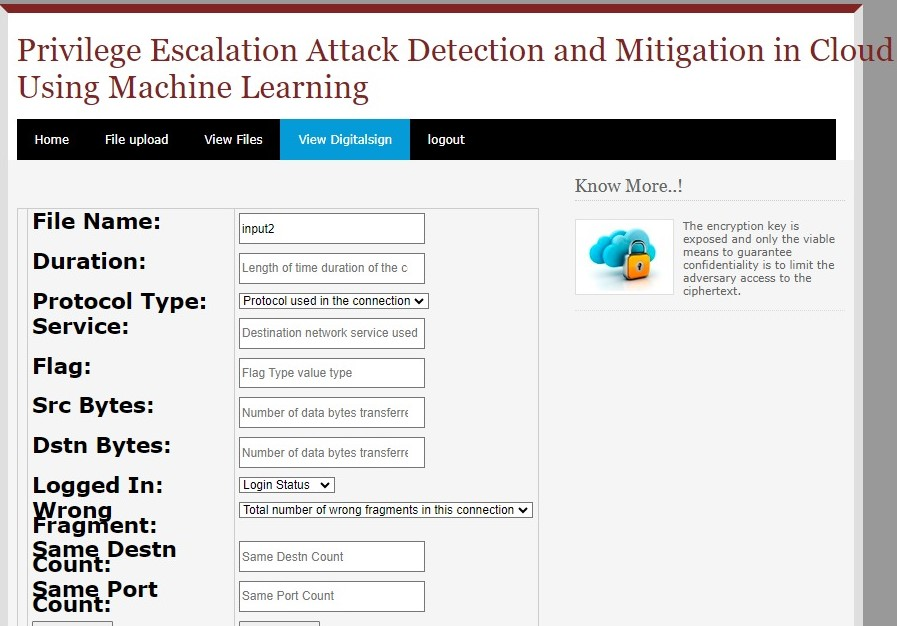 Privilege Escalation Attack Detection and Mitigation in Cloud
Using Machine Learning
Home File upload View Files View Digitalsign logout
Know More..!
The encryption key is
exposed and only the viable
means to guarantee
confidentiality is to limit the
adversary access to the
ciphertext.
File Name: input2
Duration: Length of time duration of the c
Protocol Type: Protocol used in the connection
Service: Destination network service used
Flag: Flag Type value type
Src Bytes: Number of data bytes transferre
Dstn Bytes: Number of data bytes transferre
Logged In: Login Status
Wrong
Fragment: Total number of wrong fragments in this connection
Same Destn
Count: Same Destn Count
Same Port
Count: Same Port Count